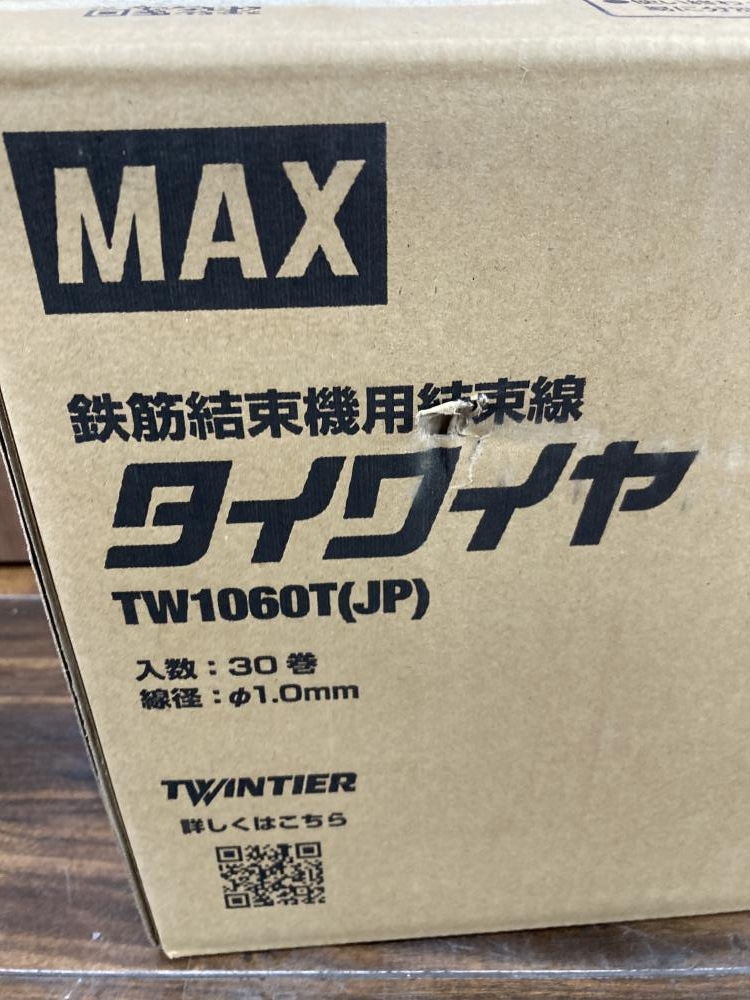 MAX
鉄筋結束機用結束線
タイワイヤ
TW1060T(JP)
入数：30巻
線径：φ1.0mm
TWINTIER
詳しくはこちら